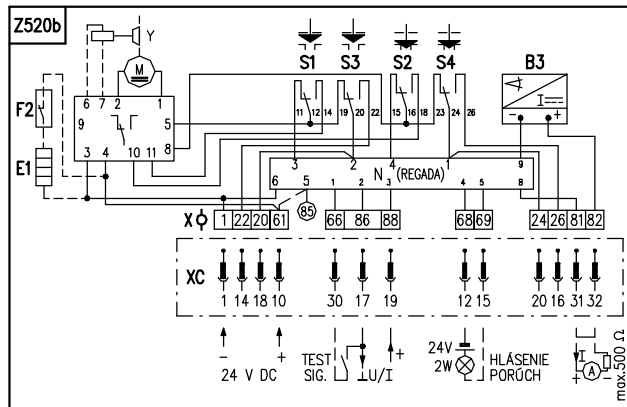 Z520b
Y
M
S1 S3 S2 S4 B3
F2
E1
6 7 2 1
9 5
8
3 4 10 11
11 12 14 19 20 22 15 16 18 23 24 26
I
- +
3 2 4 1 9
N (REGADA)
6 5 1 2 3 4 5 8
X 1 22 20 61 85 66 86 88 68 69 24 26 81 82
XC
1 14 18 10 30 17 19 12 15 20 16 31 32
- +
24 V DC
TEST
SIG.
⊥U/I
+
24V
2W
HLÁSENIE
PORÚCH
I
A
+ -
max.500 Ω